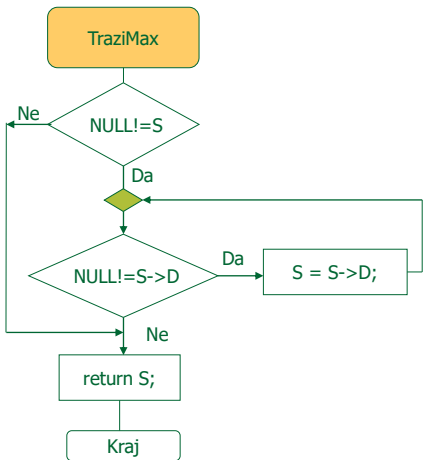 TraziMax
Ne
NULL!=S
Da
NULL!=S->D
Da
S = S->D;
Ne
return S;
Kraj